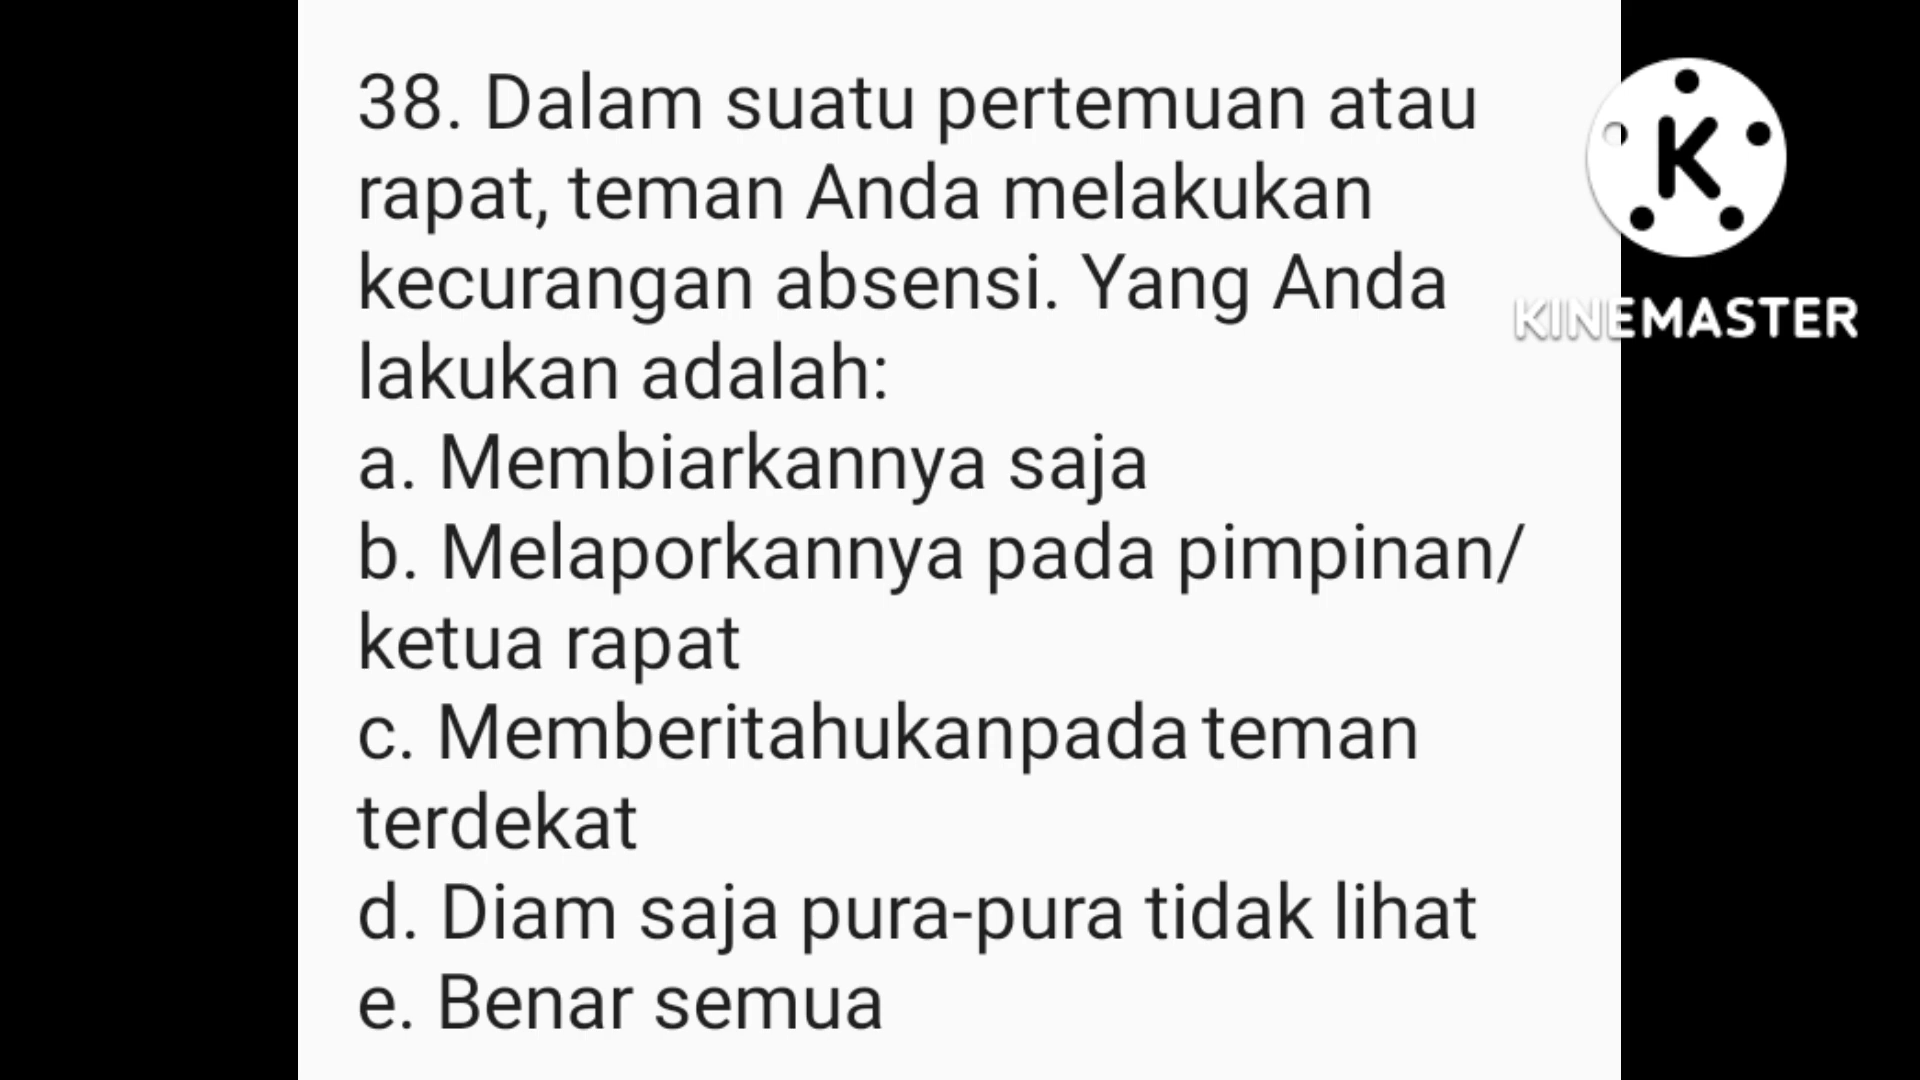 38. Dalam suatu pertemuan atau
rapat, teman Anda melakukan
kecurangan absensi. Yang Anda
lakukan adalah:
a. Membiarkannya saja
b. Melaporkannya pada pimpinan/
ketua rapat
c. Memberitahukanpada teman
terdekat
d. Diam saja pura-pura tidak lihat
e. Benar semua
K
KINEMASTER